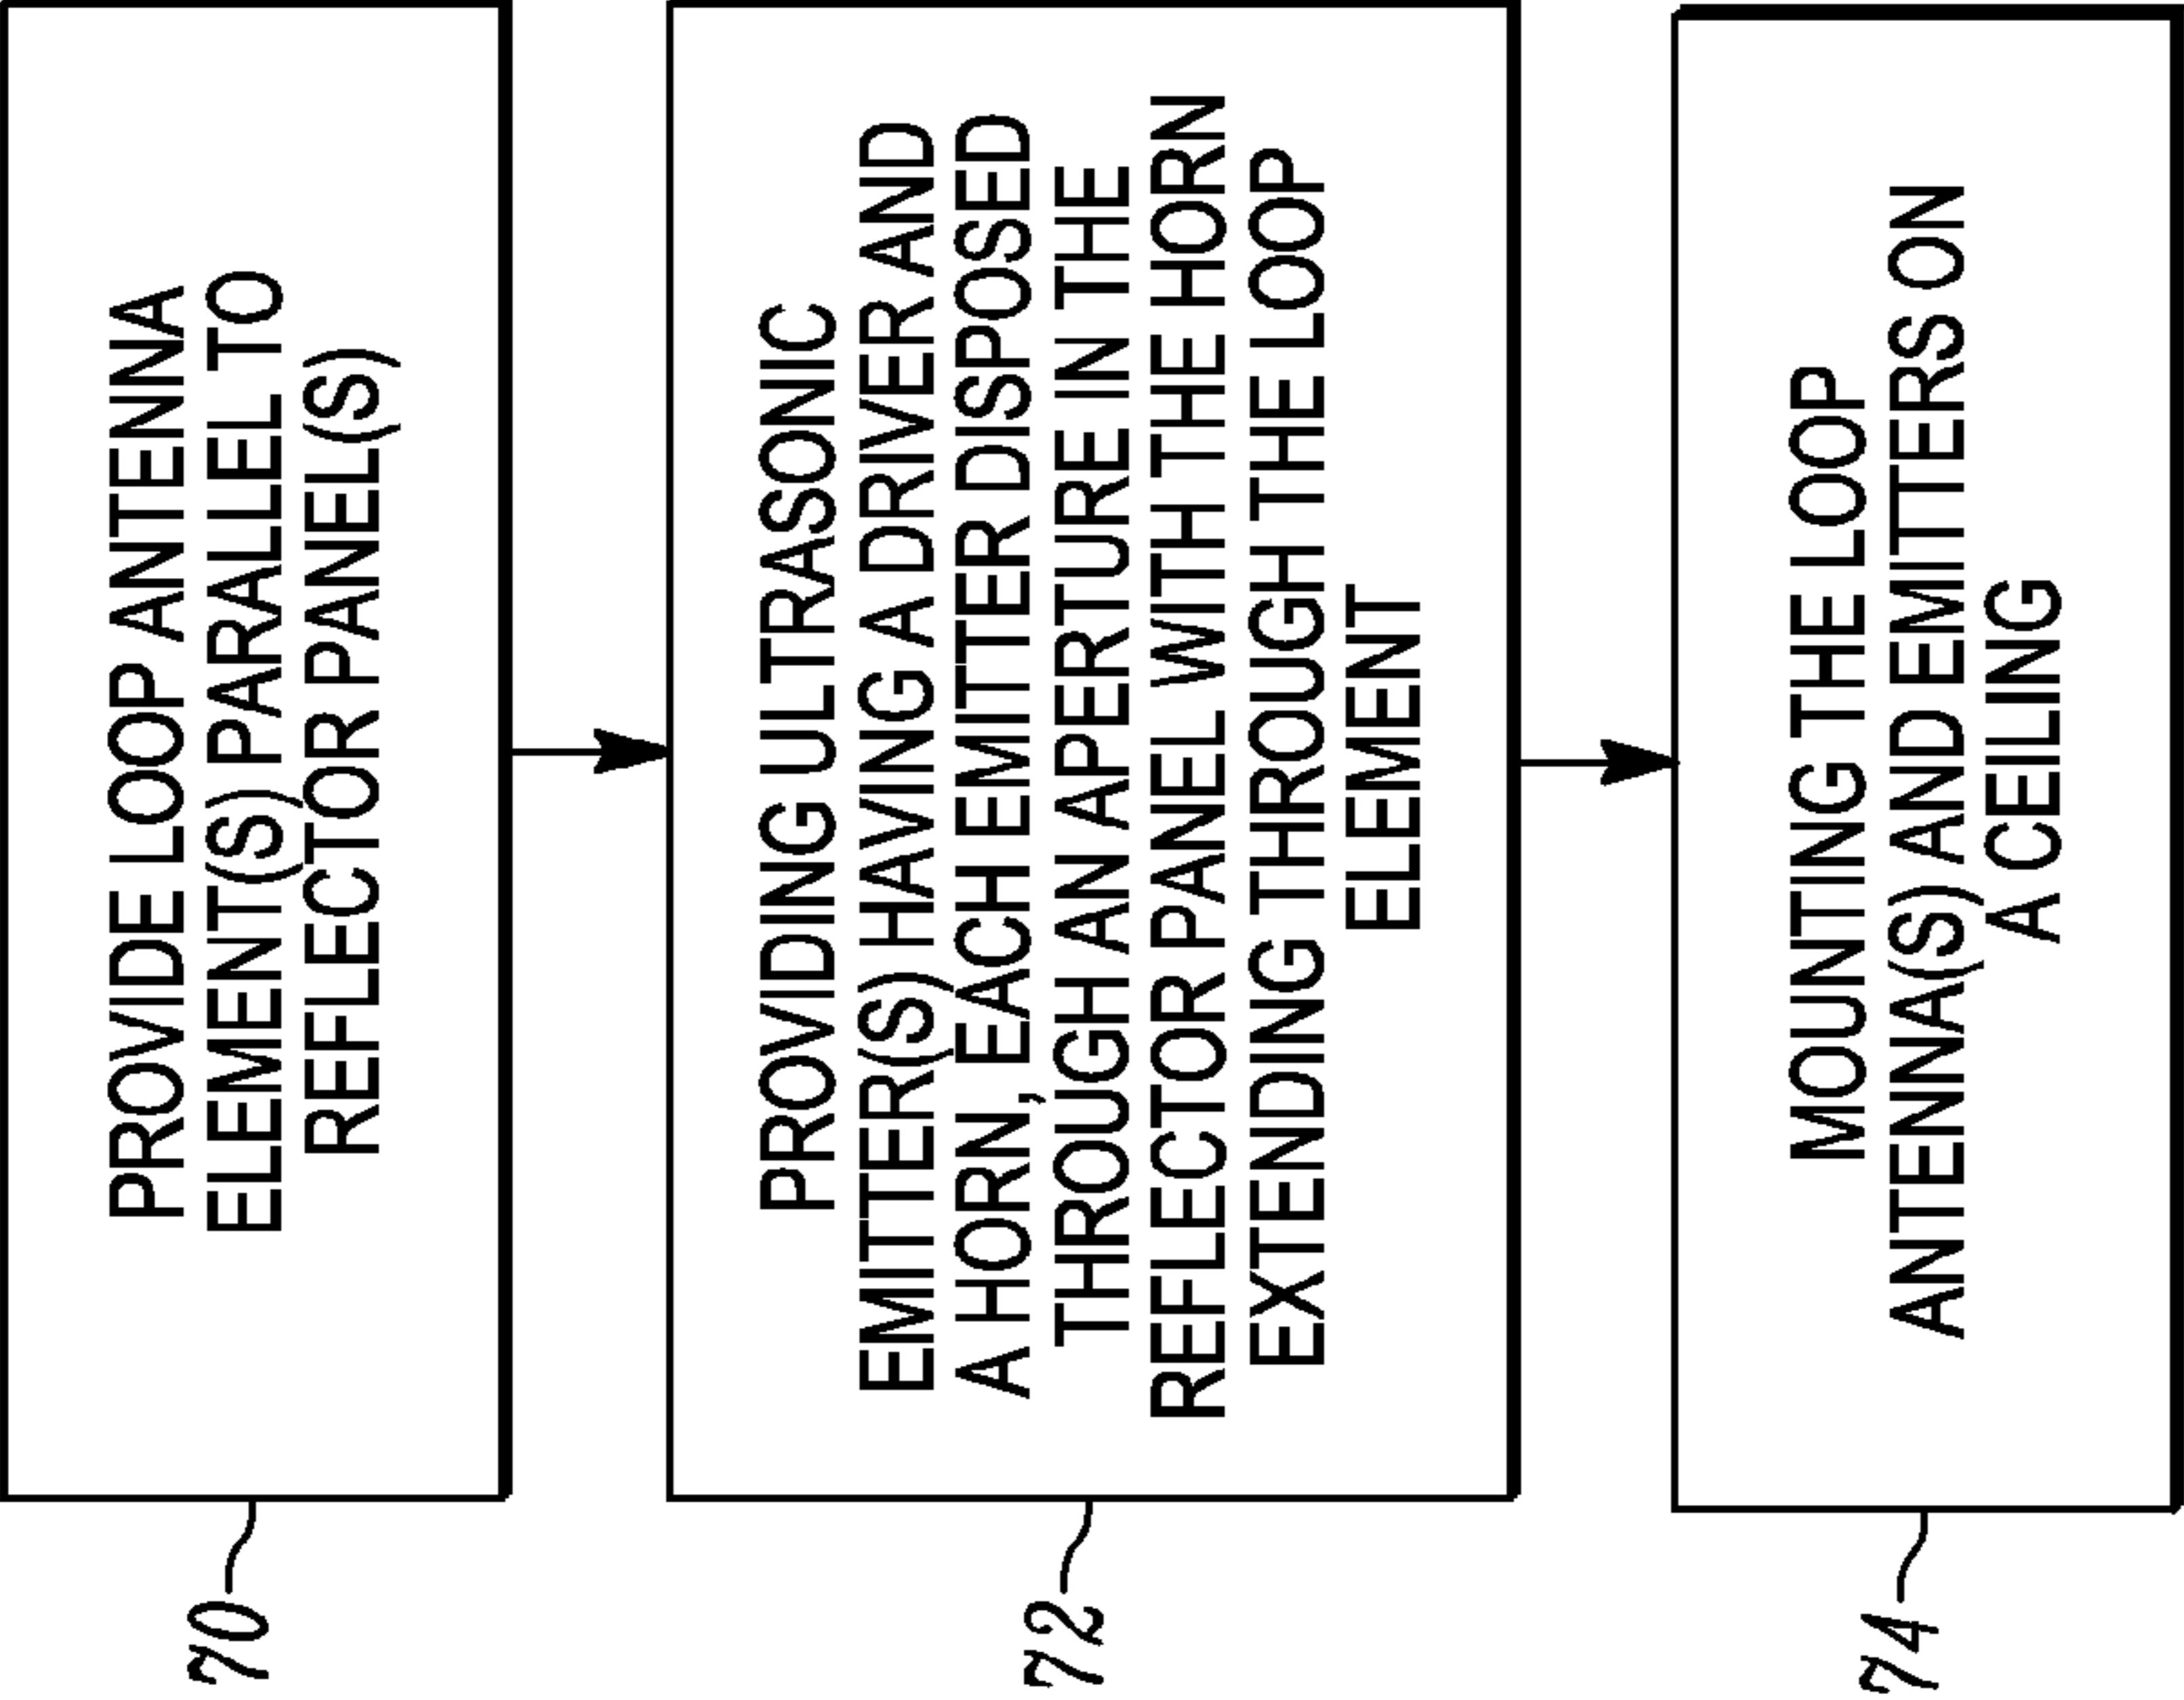 70
PROVIDE LOOP ANTENNA
ELEMENT(S) PARALLEL TO
REFLECTOR PANEL(S)
72
PROVIDING ULTRASONIC
EMITTER(S) HAVING A DRIVER AND
A HORN, EACH EMITTER DISPOSED
THROUGH AN APERTURE IN THE
REFLECTOR PANEL WITH THE HORN
EXTENDING THROUGH THE LOOP
ELEMENT
74
MOUNTING THE LOOP
ANTENNA(S) AND EMITTERS ON
A CEILING